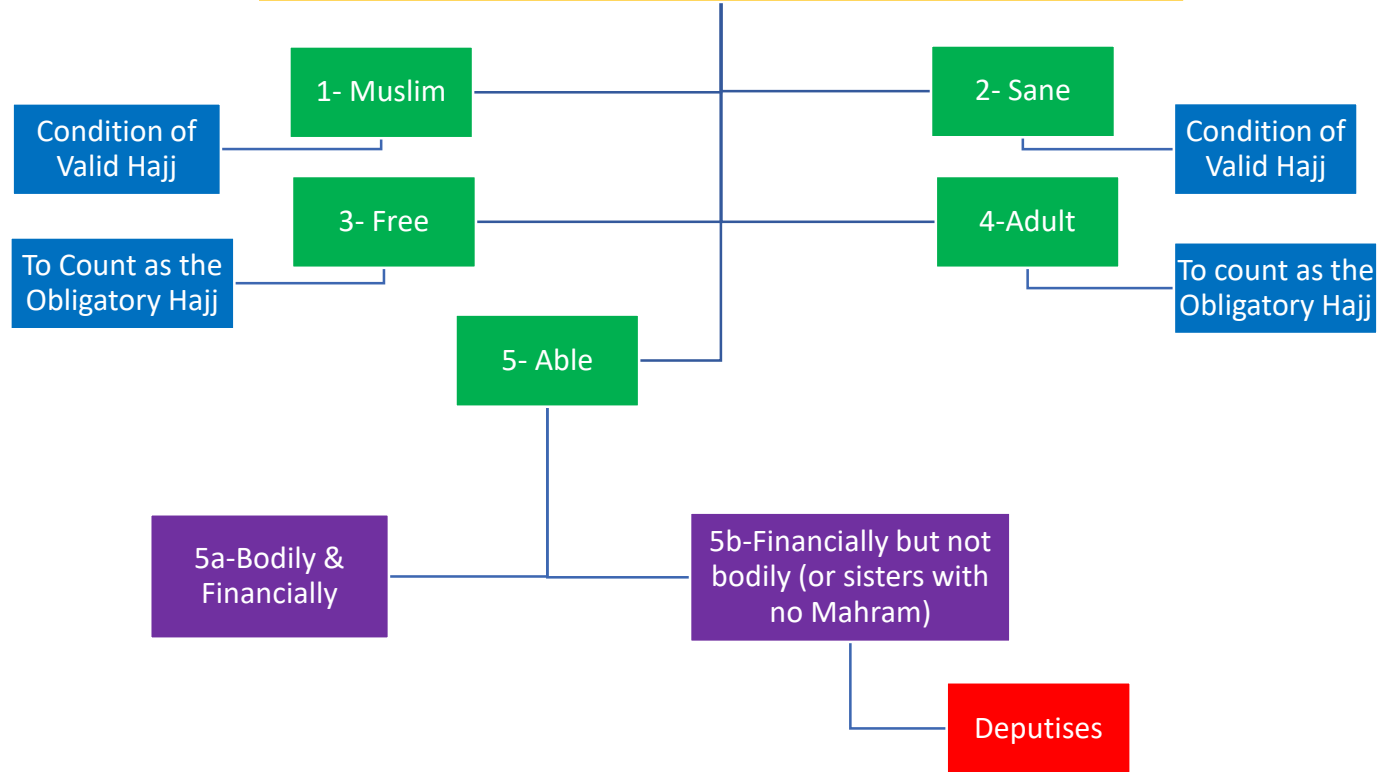 1- Muslim
2- Sane
Condition of
Valid Hajj
Condition of
Valid Hajj
3- Free
4-Adult
To Count as the
Obligatory Hajj
To count as the
Obligatory Hajj
5- Able
5a-Bodily &
Financially
5b-Financially but not
bodily (or sisters with
no Mahram)
Deputises